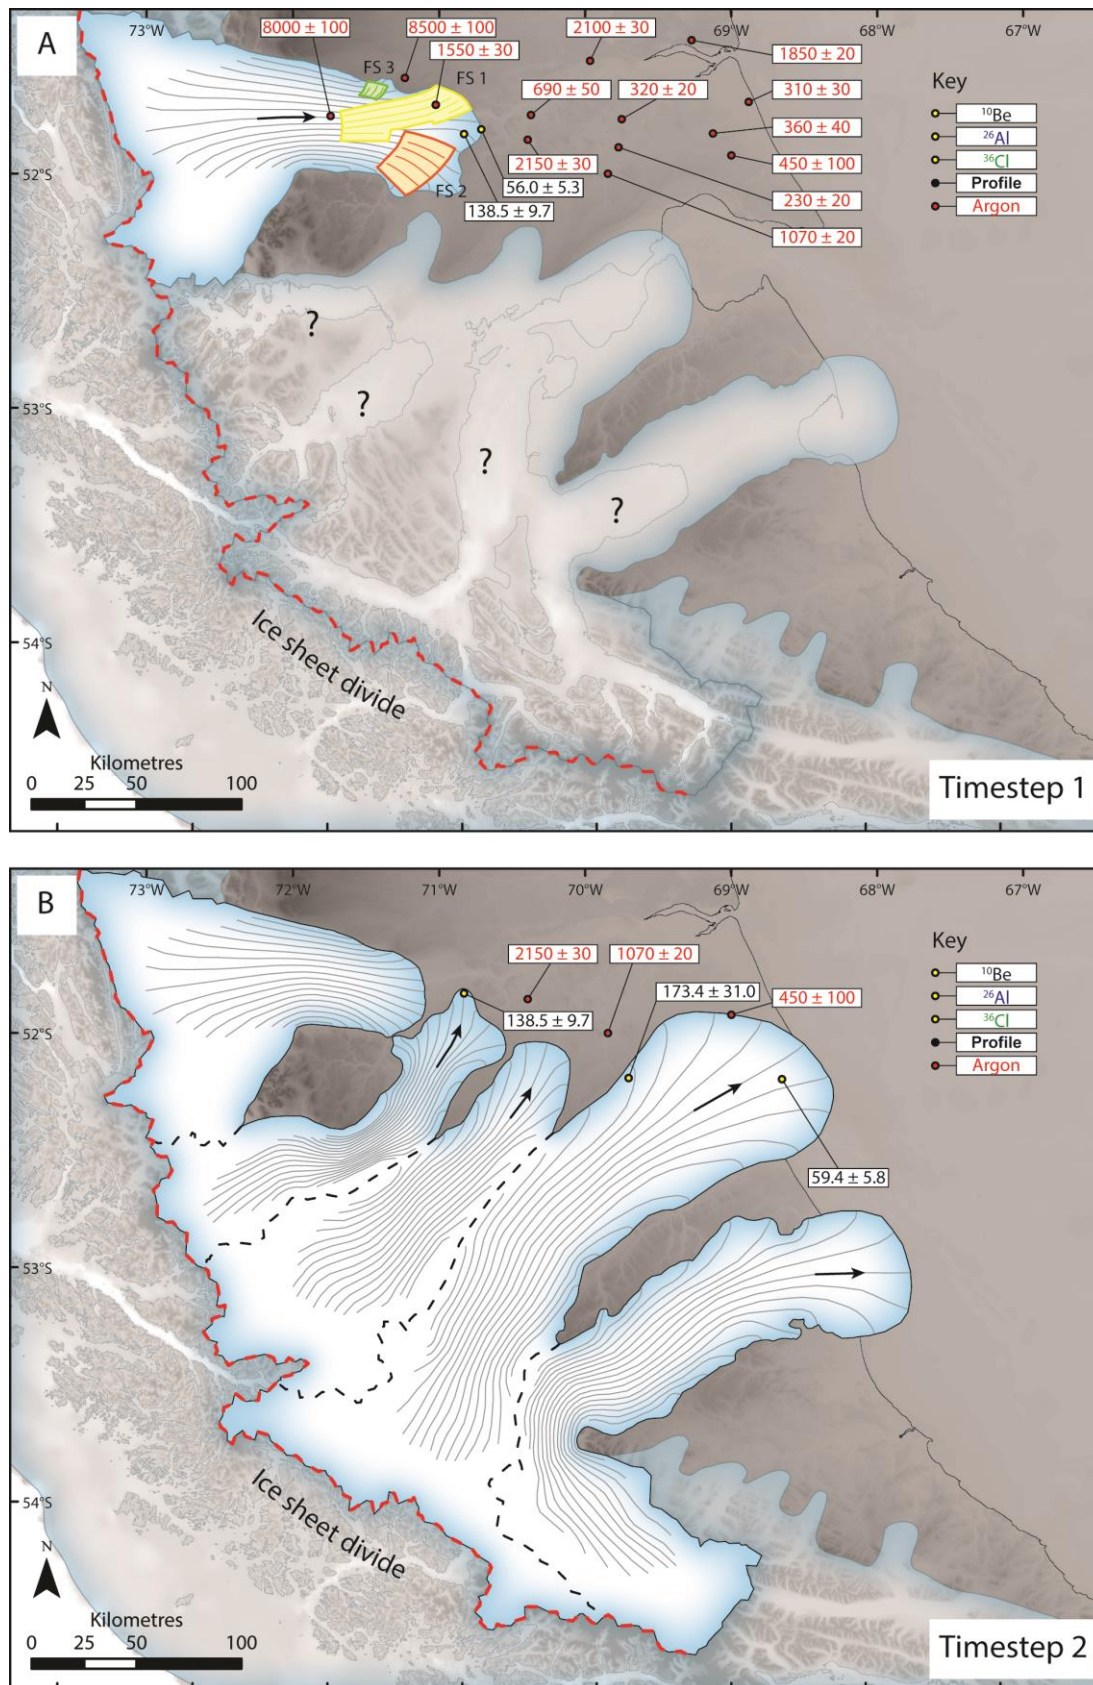 A
73°W
69°W
68°W
67°W
8000 ± 100
8500 ± 100
1550 ± 30
2100 ± 30
1850 ± 20
FS 3
FS 1
690 ± 50
320 ± 20
310 ± 30
360 ± 40
2150 ± 30
450 ± 100
FS 2
56.0 ± 5.3
230 ± 20
138.5 ± 9.7
1070 ± 20
Key
¹⁰Be
²⁶Al
³⁶Cl
Profile
Argon
52°S
?
53°S
?
?
?
54°S
Ice sheet divide
N
Kilometres
0 25 50 100
Timestep 1
B
73°W
72°W
71°W
70°W
69°W
68°W
67°W
2150 ± 30
1070 ± 20
173.4 ± 31.0
450 ± 100
138.5 ± 9.7
59.4 ± 5.8
Key
¹⁰Be
²⁶Al
³⁶Cl
Profile
Argon
52°S
53°S
54°S
Ice sheet divide
N
Kilometres
0 25 50 100
Timestep 2